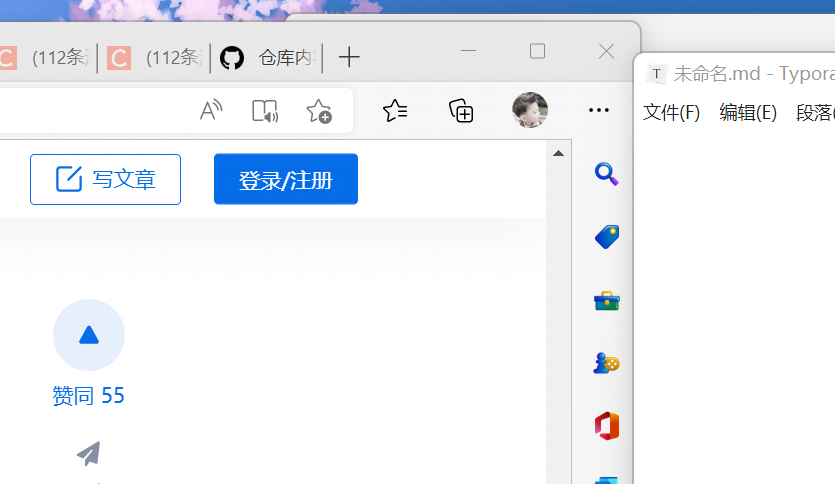 (112条
(112条
仓库内
未命名.md - Typora
文件(F) 编辑(E) 段落(
写文章
登录/注册
赞同 55